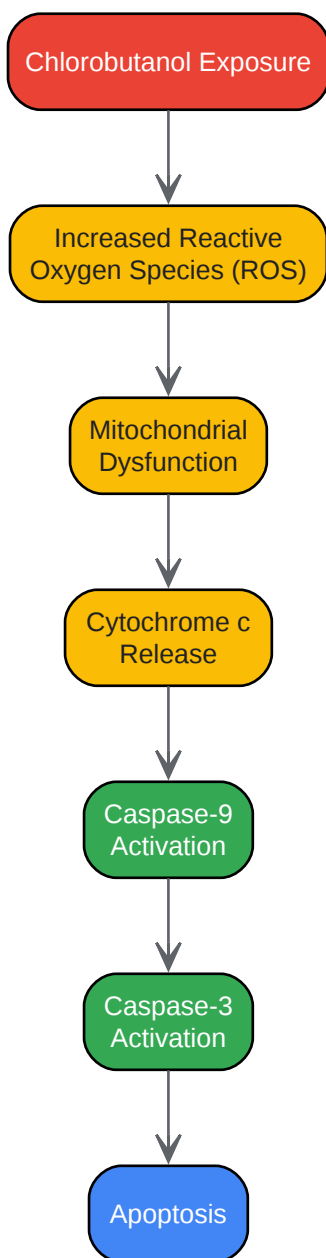 Chlorobutanol Exposure
Increased Reactive
Oxygen Species (ROS)
Mitochondrial
Dysfunction
Cytochrome c
Release
Caspase-9
Activation
Caspase-3
Activation
Apoptosis